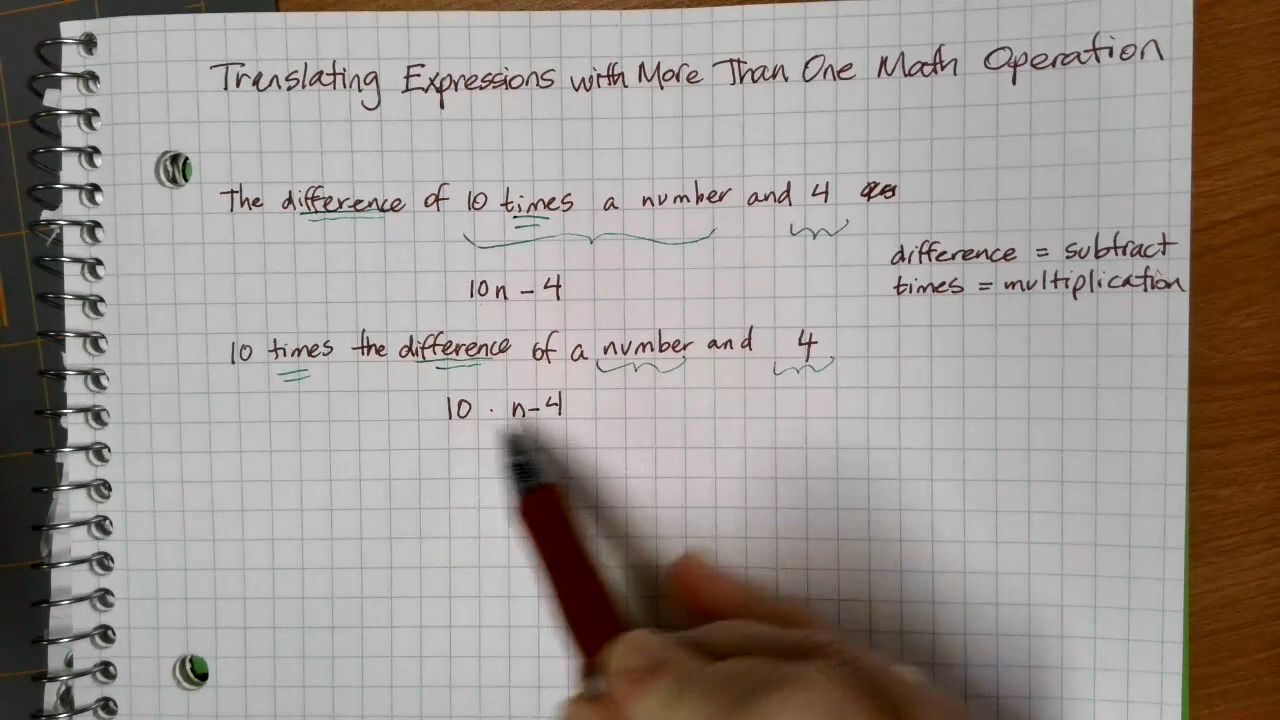 Translating Expressions with More Than One Math Operation
The difference of 10 times a number and 4
difference = subtract
times = multiplication
10n - 4
10 times the difference of a number and 4
10 · n-4